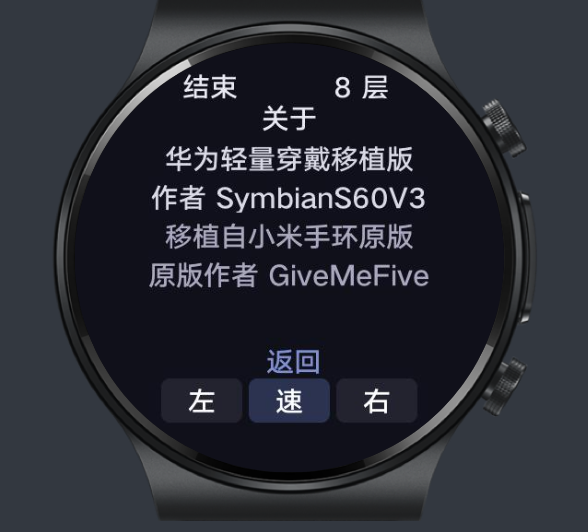 结束 8 层
关于
华为轻量穿戴移植版
作者 SymbianS60V3
移植自小米手环原版
原版作者 GiveMeFive
返回
左 速 右